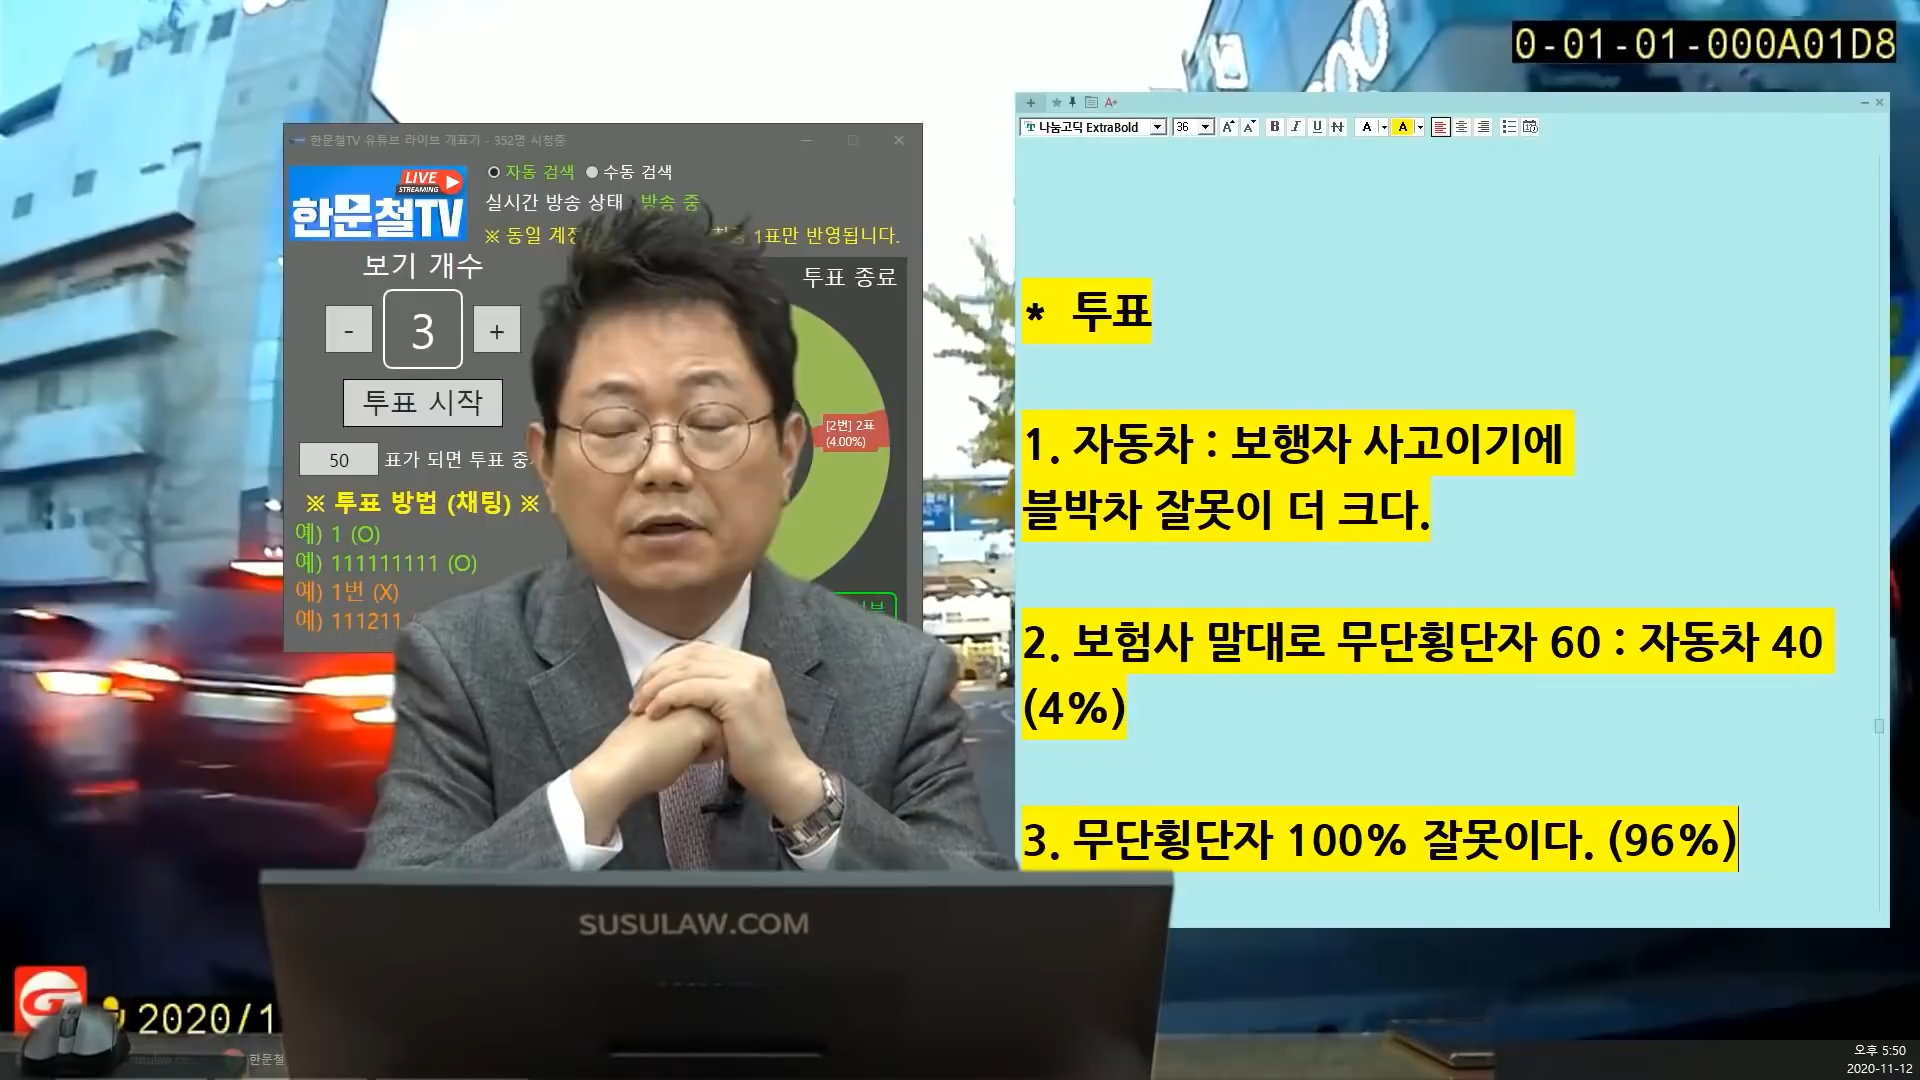 0-01-01-000A01D8
한문철TV 유튜브 라이브 개표기 - 352명 시청중
LIVE
STREAMING
한문철TV
자동 검색 수동 검색
실시간 방송 상태 방송 중
※ 동일 계정 1표만 반영됩니다.
보기 개수
- 3 +
투표 시작
50 표가 되면 투표 중
※ 투표 방법 (채팅) ※
예) 1 (O)
예) 111111111 (O)
예) 1번 (X)
예) 111211
투표 종료
[2번] 2표
(4.00%)
나눔고딕 ExtraBold 36
* 투표
1. 자동차 : 보행자 사고이기에
블박차 잘못이 더 크다.
2. 보험사 말대로 무단횡단자 60 : 자동차 40
(4%)
3. 무단횡단자 100% 잘못이다. (96%)
SUSULAW.COM
2020/1
한문철
오후 5:50
2020-11-12